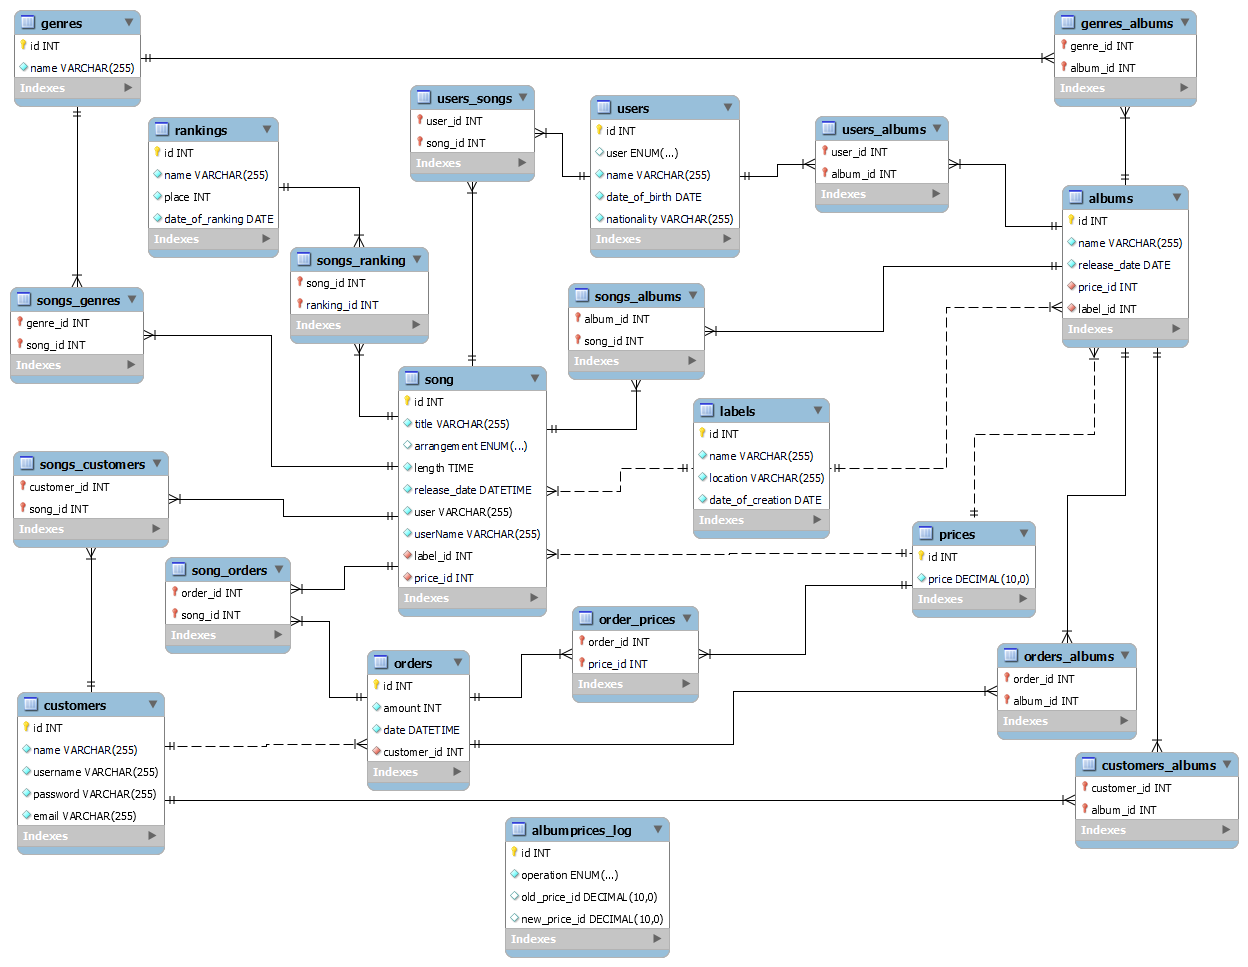 genres
id INT
name VARCHAR(255)
Indexes
genres_albums
genre_id INT
album_id INT
Indexes
users_songs
user_id INT
song_id INT
Indexes
users
id INT
user ENUM(...)
name VARCHAR(255)
date_of_birth DATE
nationality VARCHAR(255)
Indexes
users_albums
user_id INT
album_id INT
Indexes
rankings
id INT
name VARCHAR(255)
place INT
date_of_ranking DATE
Indexes
albums
id INT
name VARCHAR(255)
release_date DATE
price_id INT
label_id INT
Indexes
songs_ranking
song_id INT
ranking_id INT
Indexes
songs_genres
genre_id INT
song_id INT
Indexes
songs_albums
album_id INT
song_id INT
Indexes
song
id INT
title VARCHAR(255)
arrangement ENUM(...)
length TIME
release_date DATETIME
user VARCHAR(255)
userName VARCHAR(255)
label_id INT
price_id INT
Indexes
labels
id INT
name VARCHAR(255)
location VARCHAR(255)
date_of_creation DATE
Indexes
songs_customers
customer_id INT
song_id INT
Indexes
prices
id INT
price DECIMAL(10,0)
Indexes
song_orders
order_id INT
song_id INT
Indexes
order_prices
order_id INT
price_id INT
Indexes
orders
id INT
amount INT
date DATETIME
customer_id INT
Indexes
orders_albums
order_id INT
album_id INT
Indexes
customers
id INT
name VARCHAR(255)
username VARCHAR(255)
password VARCHAR(255)
email VARCHAR(255)
Indexes
customers_albums
customer_id INT
album_id INT
Indexes
albumprices_log
id INT
operation ENUM(...)
old_price_id DECIMAL(10,0)
new_price_id DECIMAL(10,0)
Indexes